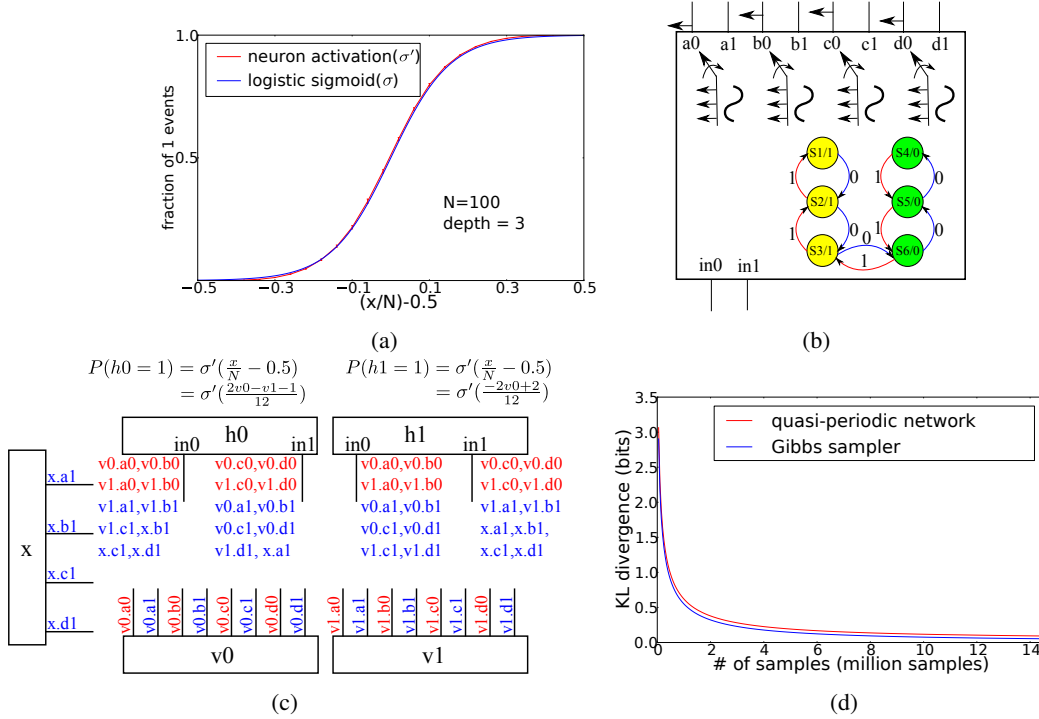 1.0
neuron activation(σ')
logistic sigmoid(σ)
fraction of 1 events
0.5
N=100
depth = 3
−0.5 −0.3 −0.1 0.1 0.3 0.5
(x/N)-0.5
(a)
a0 a1 b0 b1 c0 c1 d0 d1
S1/1 S4/0
1 0 1 0
S2/1 S5/0
1 0 0 1 0
S3/1 S6/0
1
in0 in1
(b)
P(h0 = 1) = σ'(x/N − 0.5)
= σ'((2v0−v1−1)/12)
P(h1 = 1) = σ'(x/N − 0.5)
= σ'((−2v0+2)/12)
h0
in0 in1
h1
in0 in1
x
x.a1
x.b1
x.c1
x.d1
v0.a0,v0.b0 v0.c0,v0.d0 v0.a0,v0.b0 v0.c0,v0.d0
v1.a0,v1.b0 v1.c0,v1.d0 v1.a0,v1.b0 v1.c0,v1.d0
v1.a1,v1.b1 v0.a1,v0.b1 v0.a1,v0.b1 v1.a1,v1.b1
v1.c1,x.b1 v0.c1,v0.d1 v0.c1,v0.d1 x.a1,x.b1,
x.c1,x.d1 v1.d1, x.a1 v1.c1,v1.d1 x.c1,x.d1
v0.a0 v0.a1 v0.b0 v0.b1 v0.c0 v0.c1 v0.d0 v0.d1
v1.a0 v1.a1 v1.b0 v1.b1 v1.c0 v1.c1 v1.d0 v1.d1
v0
v1
(c)
3.5
3.0
2.5
2.0
1.5
1.0
0.5
0.0
KL divergence (bits)
quasi-periodic network
Gibbs sampler
0 2 4 6 8 10 12 14
# of samples (million samples)
(d)